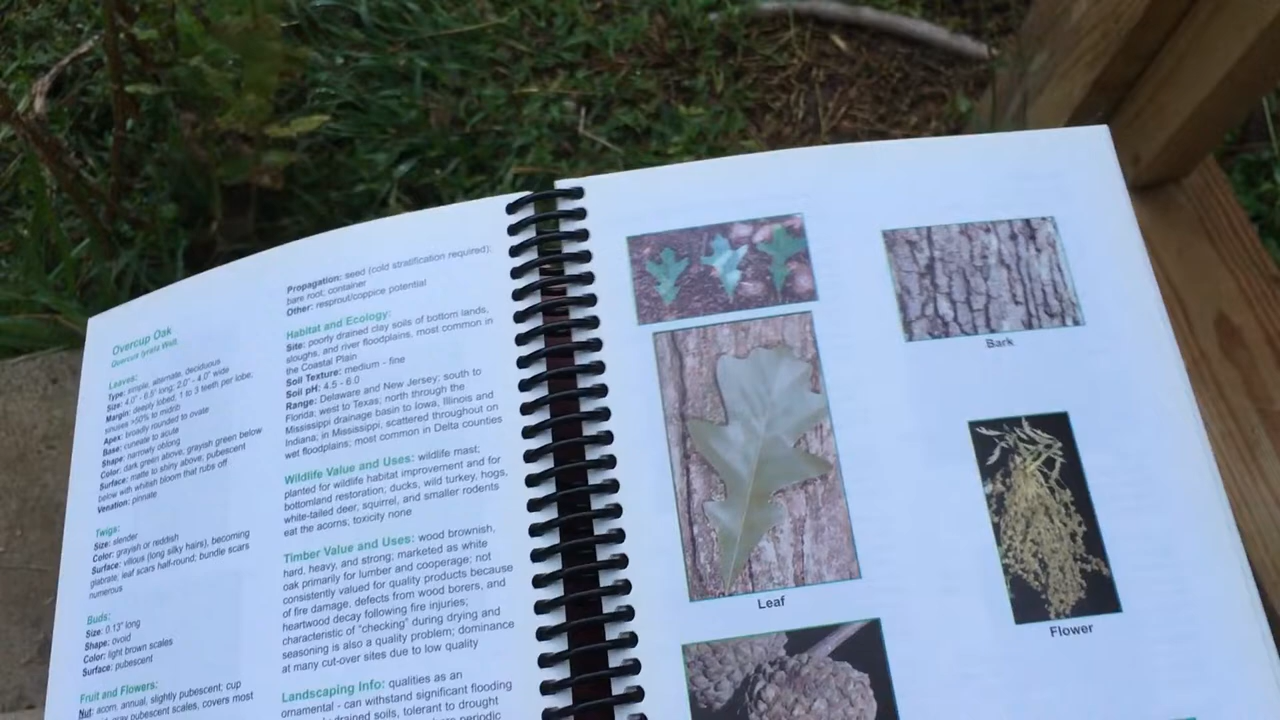 Overcup Oak
Quercus lyrata Walt.
Leaves:
Type: simple, alternate, deciduous
Size: 4.0" - 6.5" long; 2.0" - 4.0" wide
Margin: deeply lobed, 1 to 3 teeth per lobe;
sinuses >50% to midrib
Apex: broadly rounded to ovate
Base: cuneate to acute
Shape: narrowly oblong
Color: dark green above; grayish green below
Surface: matte to shiny above; pubescent
below with whitish bloom that rubs off
Venation: pinnate
Twigs:
Size: slender
Color: grayish or reddish
Surface: villous (long silky hairs), becoming
glabrate; leaf scars half-round; bundle scars
numerous
Buds:
Size: 0.13" long
Shape: ovoid
Color: light brown scales
Surface: pubescent
Fruit and Flowers:
Nut: acorn, annual, slightly pubescent; cup
gray pubescent scales, covers most
Propagation: seed (cold stratification required);
bare root; container
Other: resprout/coppice potential
Habitat and Ecology:
Site: poorly drained clay soils of bottom lands,
sloughs, and river floodplains, most common in
the Coastal Plain
Soil Texture: medium - fine
Soil pH: 4.5 - 6.0
Range: Delaware and New Jersey; south to
Florida; west to Texas; north through the
Mississippi drainage basin to Iowa, Illinois and
Indiana; in Mississippi, scattered throughout on
wet floodplains; most common in Delta counties
Wildlife Value and Uses: wildlife mast;
planted for wildlife habitat improvement and for
bottomland restoration; ducks, wild turkey, hogs,
white-tailed deer, squirrel, and smaller rodents
eat the acorns; toxicity none
Timber Value and Uses: wood brownish,
hard, heavy, and strong; marketed as white
oak primarily for lumber and cooperage; not
consistently valued for quality products because
of fire damage, defects from wood borers, and
heartwood decay following fire injuries;
characteristic of "checking" during drying and
seasoning is also a quality problem; dominance
at many cut-over sites due to low quality
Landscaping Info: qualities as an
ornamental - can withstand significant flooding
drained soils, tolerant to drought
periodic
Bark
Leaf
Flower